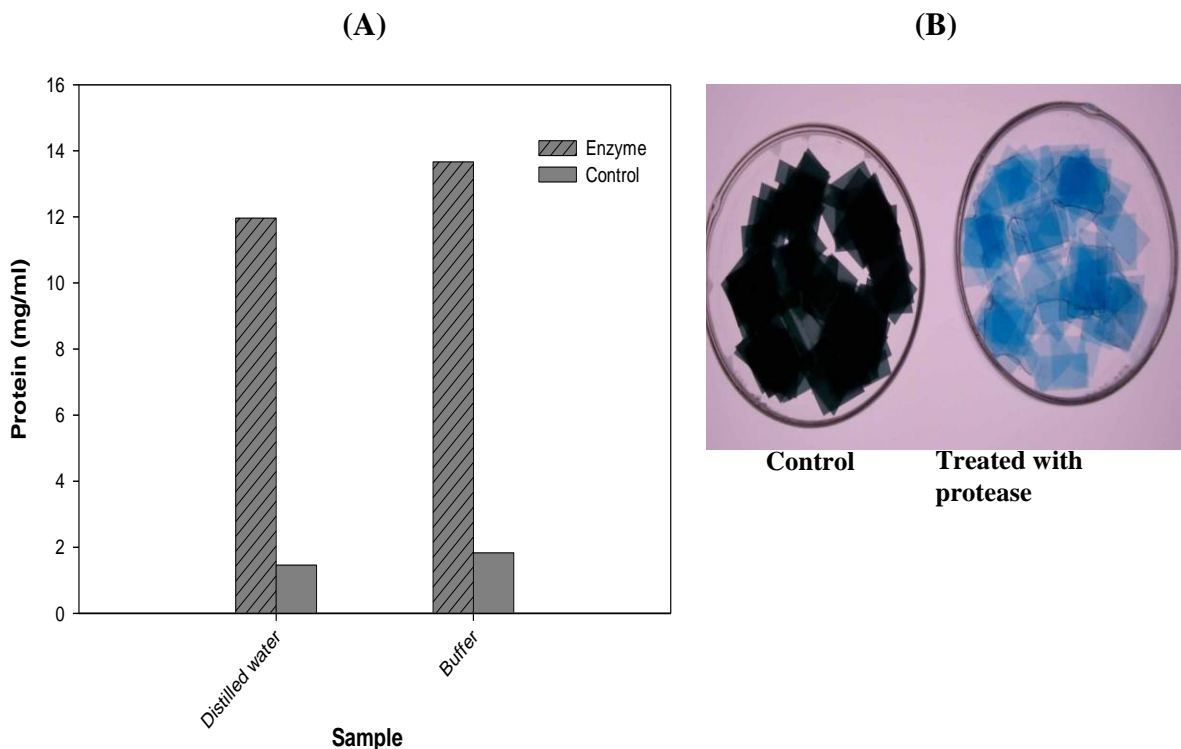 (A)
(B)
16
14
12
10
8
6
4
2
0
Protein (mg/ml)
Enzyme
Control
Distilled water
Buffer
Sample
Control
Treated with
protease